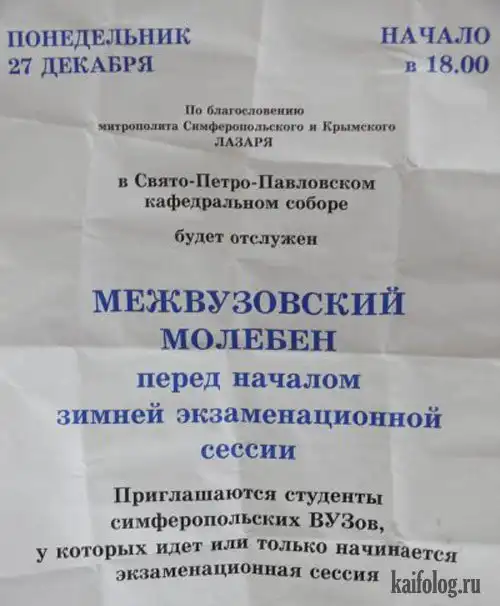 ПОНЕДЕЛЬНИК НАЧАЛО
27 ДЕКАБРЯ в 18.00
По благословению
митрополита Симферопольского и Крымского
ЛАЗАРЯ
в Свято-Петро-Павловском
кафедральном соборе
будет отслужен
МЕЖВУЗОВСКИЙ
МОЛЕБЕН
перед началом
зимней экзаменационной
сессии
Приглашаются студенты
симферопольских ВУЗов,
у которых идет или только начинается
экзаменационная сессия
kaifolog.ru